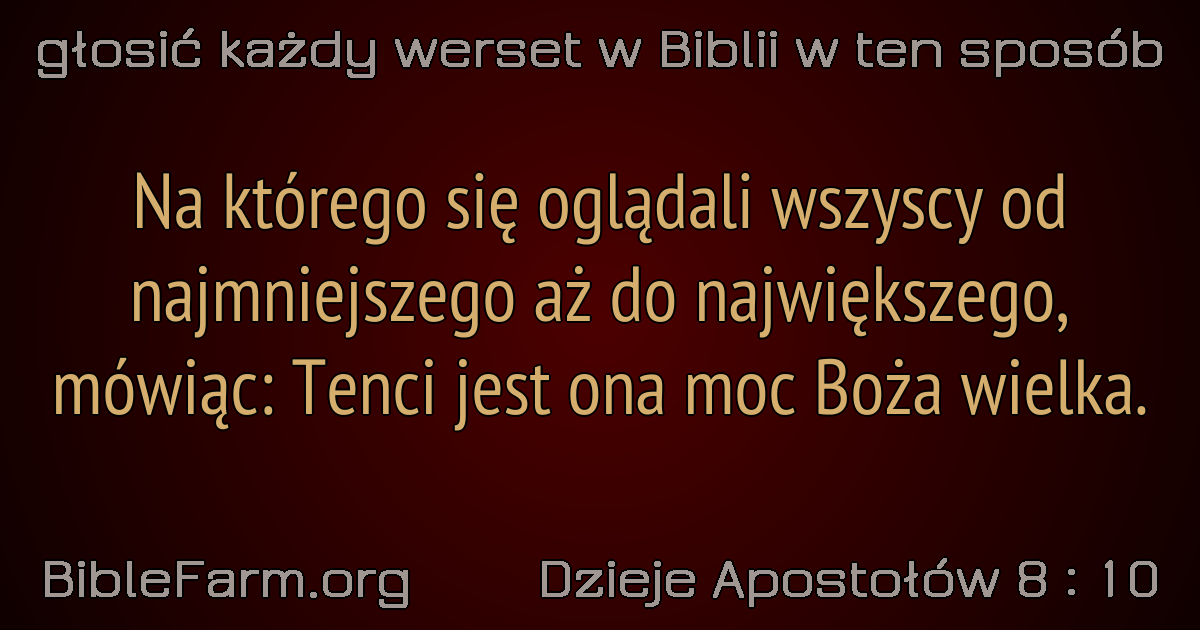 głosić każdy werset w Biblii w ten sposób
Na którego się oglądali wszyscy od
najmniejszego aż do największego,
mówiąc: Tenci jest ona moc Boża wielka.
BibleFarm.org
Dzieje Apostołów 8 : 10